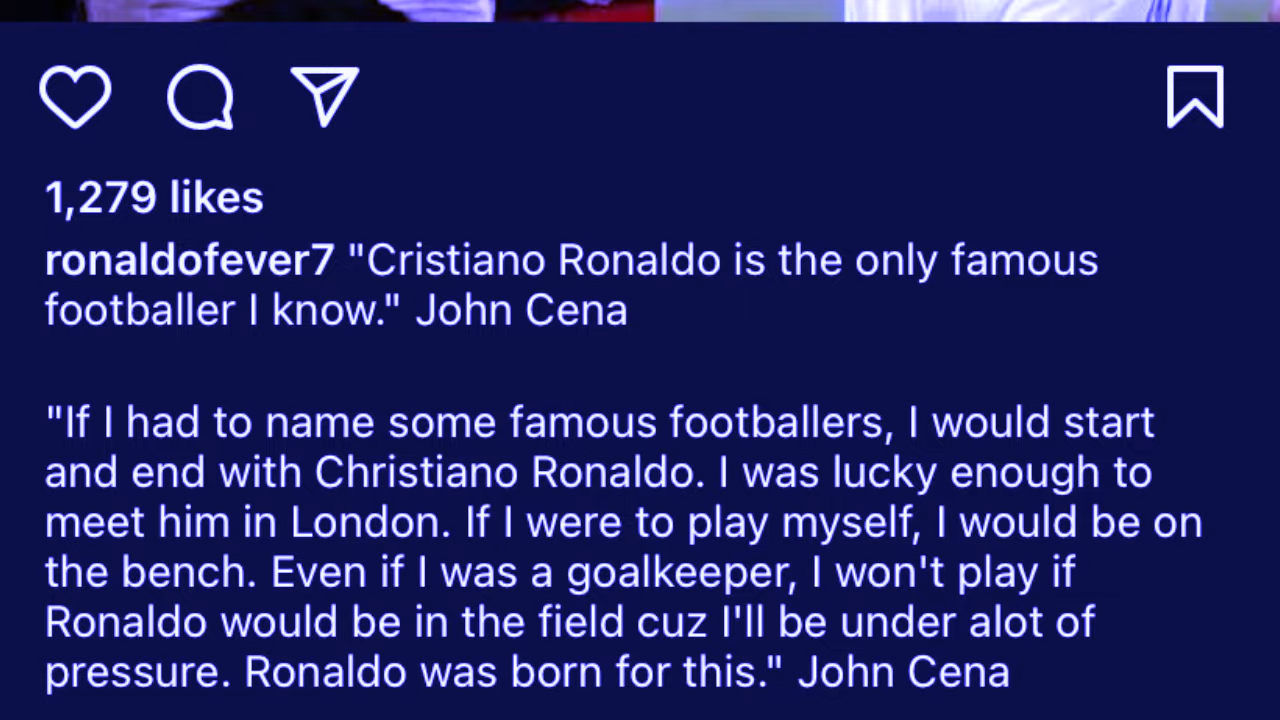 1,279 likes
ronaldofever7 "Cristiano Ronaldo is the only famous
footballer I know." John Cena
"If I had to name some famous footballers, I would start
and end with Christiano Ronaldo. I was lucky enough to
meet him in London. If I were to play myself, I would be on
the bench. Even if I was a goalkeeper, I won't play if
Ronaldo would be in the field cuz I'll be under alot of
pressure. Ronaldo was born for this." John Cena